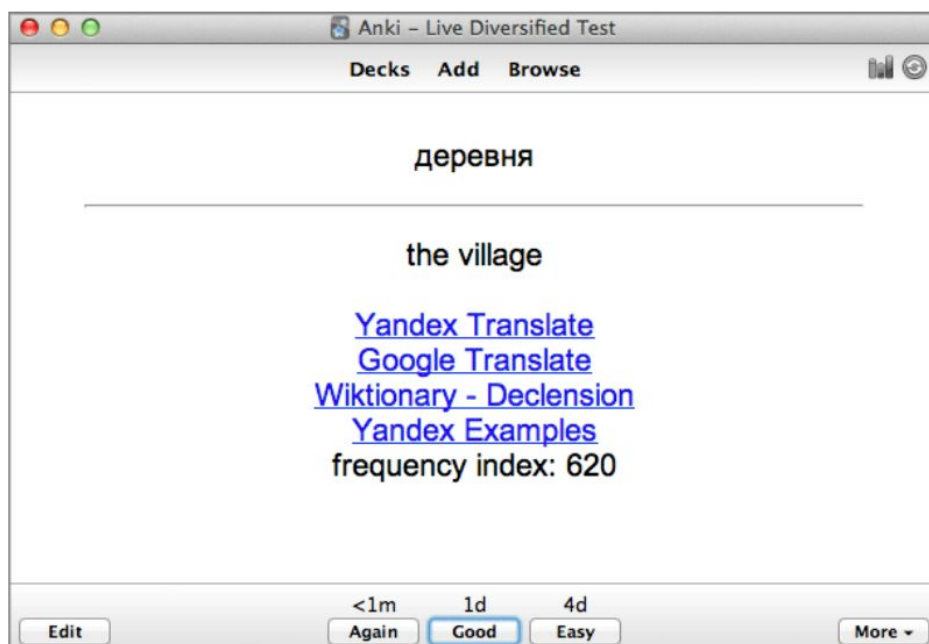 Anki – Live Diversified Test
Decks Add Browse
деревня
the village
Yandex Translate
Google Translate
Wiktionary - Declension
Yandex Examples
frequency index: 620
<1m 1d 4d
Edit Again Good Easy More